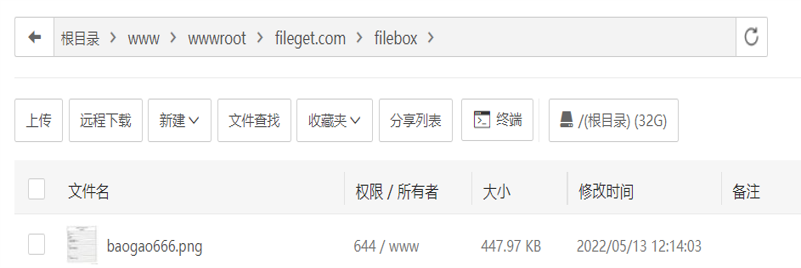 根目录 > www > wwwroot > fileget.com > filebox >
上传 远程下载 新建 文件查找 收藏夹 分享列表 终端 /(根目录) (32G)
文件名 权限 / 所有者 大小 修改时间 备注
baogao666.png 644 / www 447.97 KB 2022/05/13 12:14:03